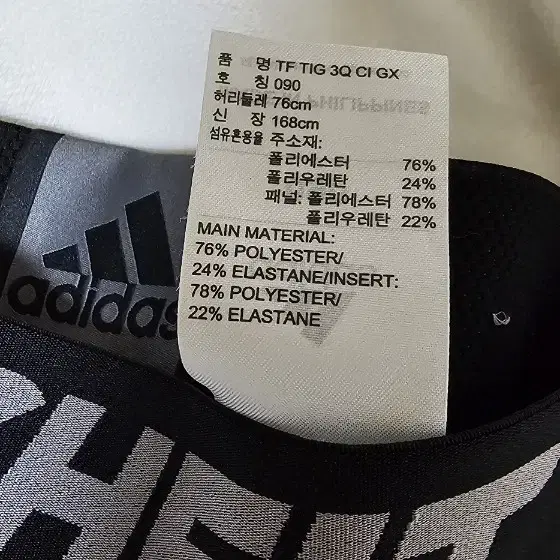 품 명 TF TIG 3Q CI GX
호 칭 090
허리둘레 76cm
신 장 168cm
섬유혼용율 주소재:
폴리에스터 76%
폴리우레탄 24%
패널: 폴리에스터 78%
폴리우레탄 22%
MAIN MATERIAL:
76% POLYESTER/
24% ELASTANE/INSERT:
78% POLYESTER/
22% ELASTANE
adidas